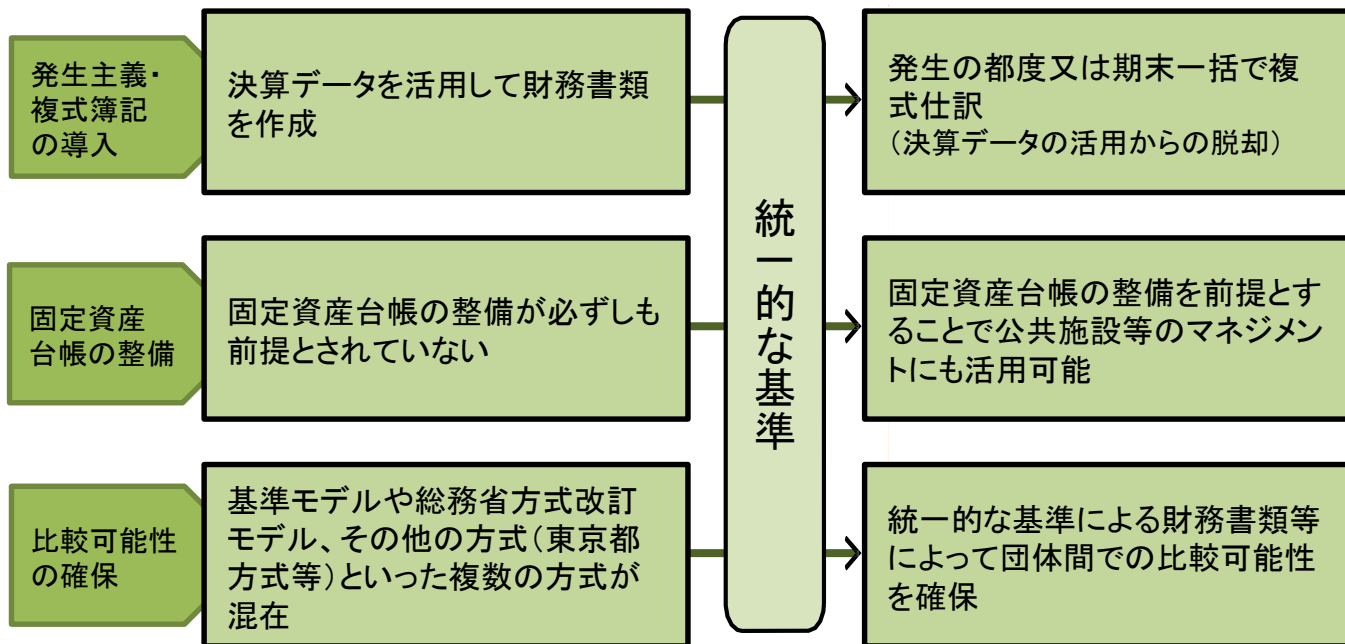 発生主義・
複式簿記
の導入
決算データを活用して財務書類
を作成
発生の都度又は期末一括で複
式仕訳
（決算データの活用からの脱却）
固定資産
台帳の整備
固定資産台帳の整備が必ずしも
前提とされていない
固定資産台帳の整備を前提とす
ることで公共施設等のマネジメン
トにも活用可能
比較可能性
の確保
基準モデルや総務省方式改訂
モデル、その他の方式（東京都
方式等）といった複数の方式が
混在
統一的な基準による財務書類等
によって団体間での比較可能性
を確保
統一的な基準